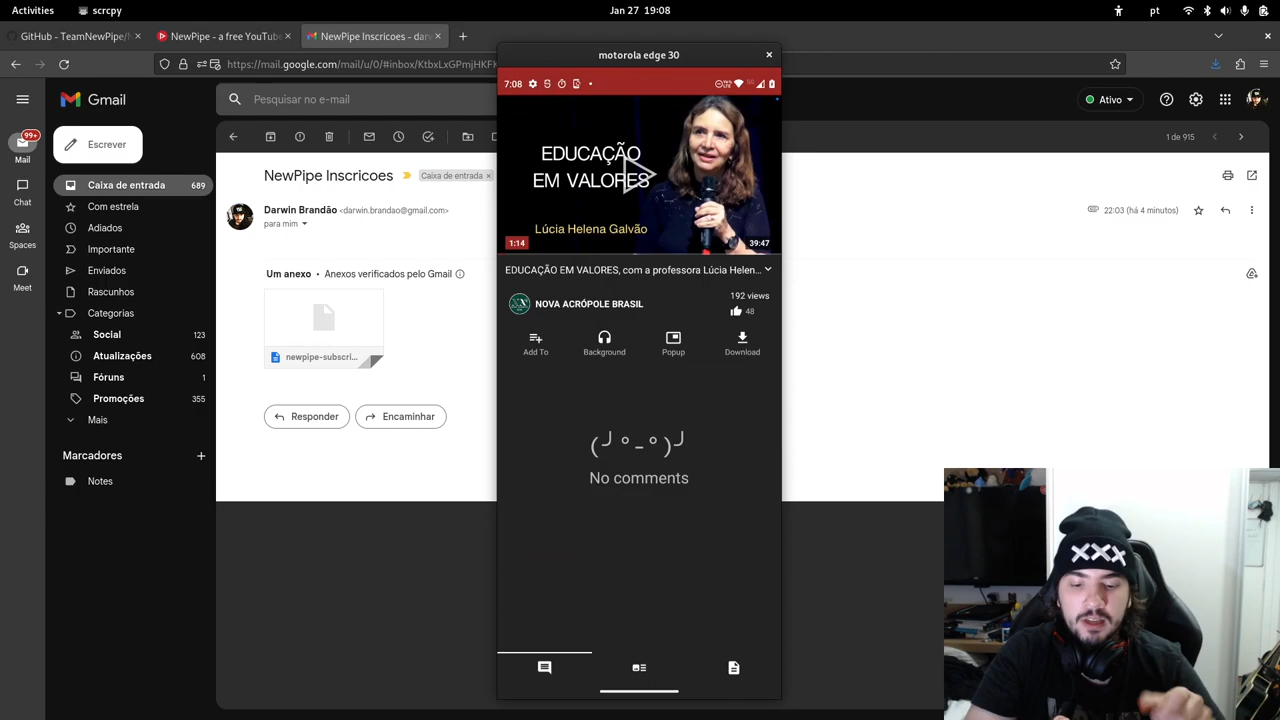 Activities
scrcpy
Jan 27 19:08
pt
GitHub - TeamNewPipe/
NewPipe - a free YouTube
NewPipe Inscricoes - dar
motorola edge 30
https://mail.google.com/mail/u/0/#inbox/KtbxLxGPmjHKF
Gmail
Pesquisar no e-mail
Ativo
99+
Mail
Chat
Spaces
Meet
Escrever
Caixa de entrada 689
Com estrela
Adiados
Importante
Enviados
Rascunhos
Categorias
Social 123
Atualizações 608
Fóruns 1
Promoções 355
Mais
Marcadores
Notes
1 de 915
NewPipe Inscricoes
Caixa de entrada ×
Darwin Brandão <darwin.brandao@gmail.com>
para mim
22:03 (há 4 minutos)
Um anexo • Anexos verificados pelo Gmail
newpipe-subscri...
Responder
Encaminhar
7:08
EDUCAÇÃO
EM VALORES
Lúcia Helena Galvão
1:14
39:47
EDUCAÇÃO EM VALORES, com a professora Lúcia Helen...
NOVA ACRÓPOLE BRASIL
192 views
48
Add To
Background
Popup
Download
(╯°-°)╯
No comments
XXX